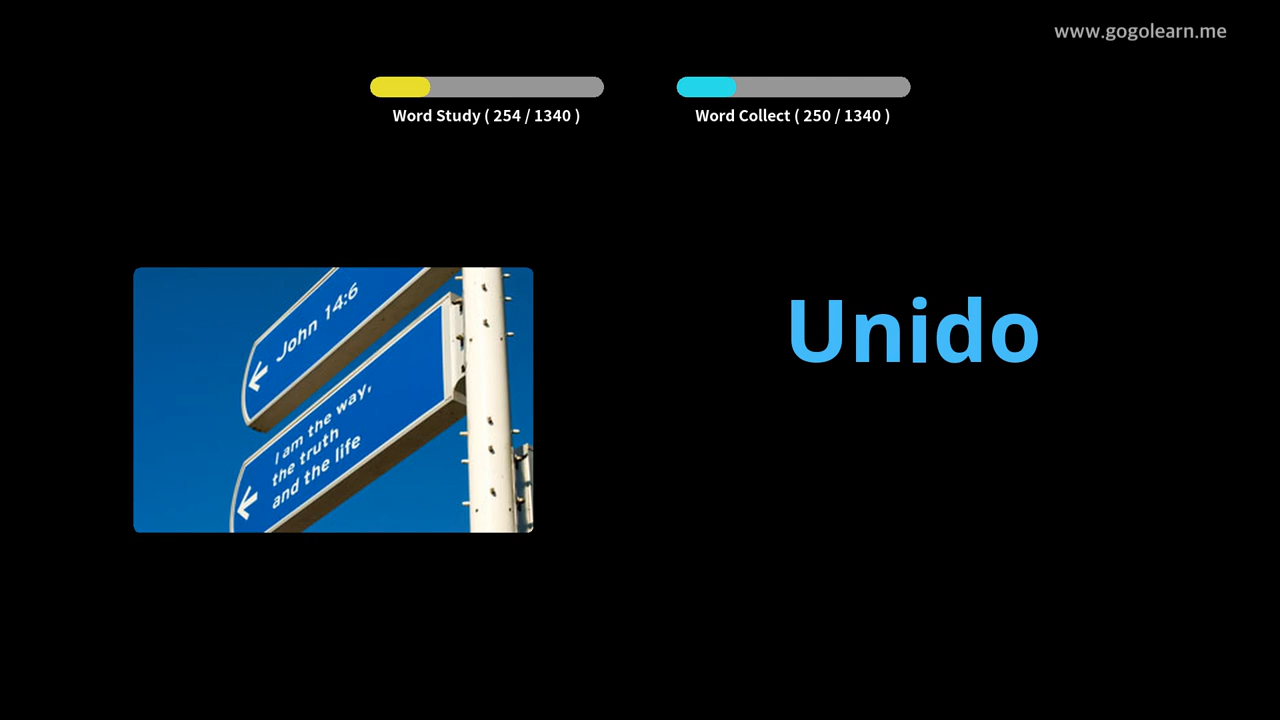 www.gogolearn.me
Word Study ( 254 / 1340 )
Word Collect ( 250 / 1340 )
John 14:6
I am the way,
the truth
and the life
Unido